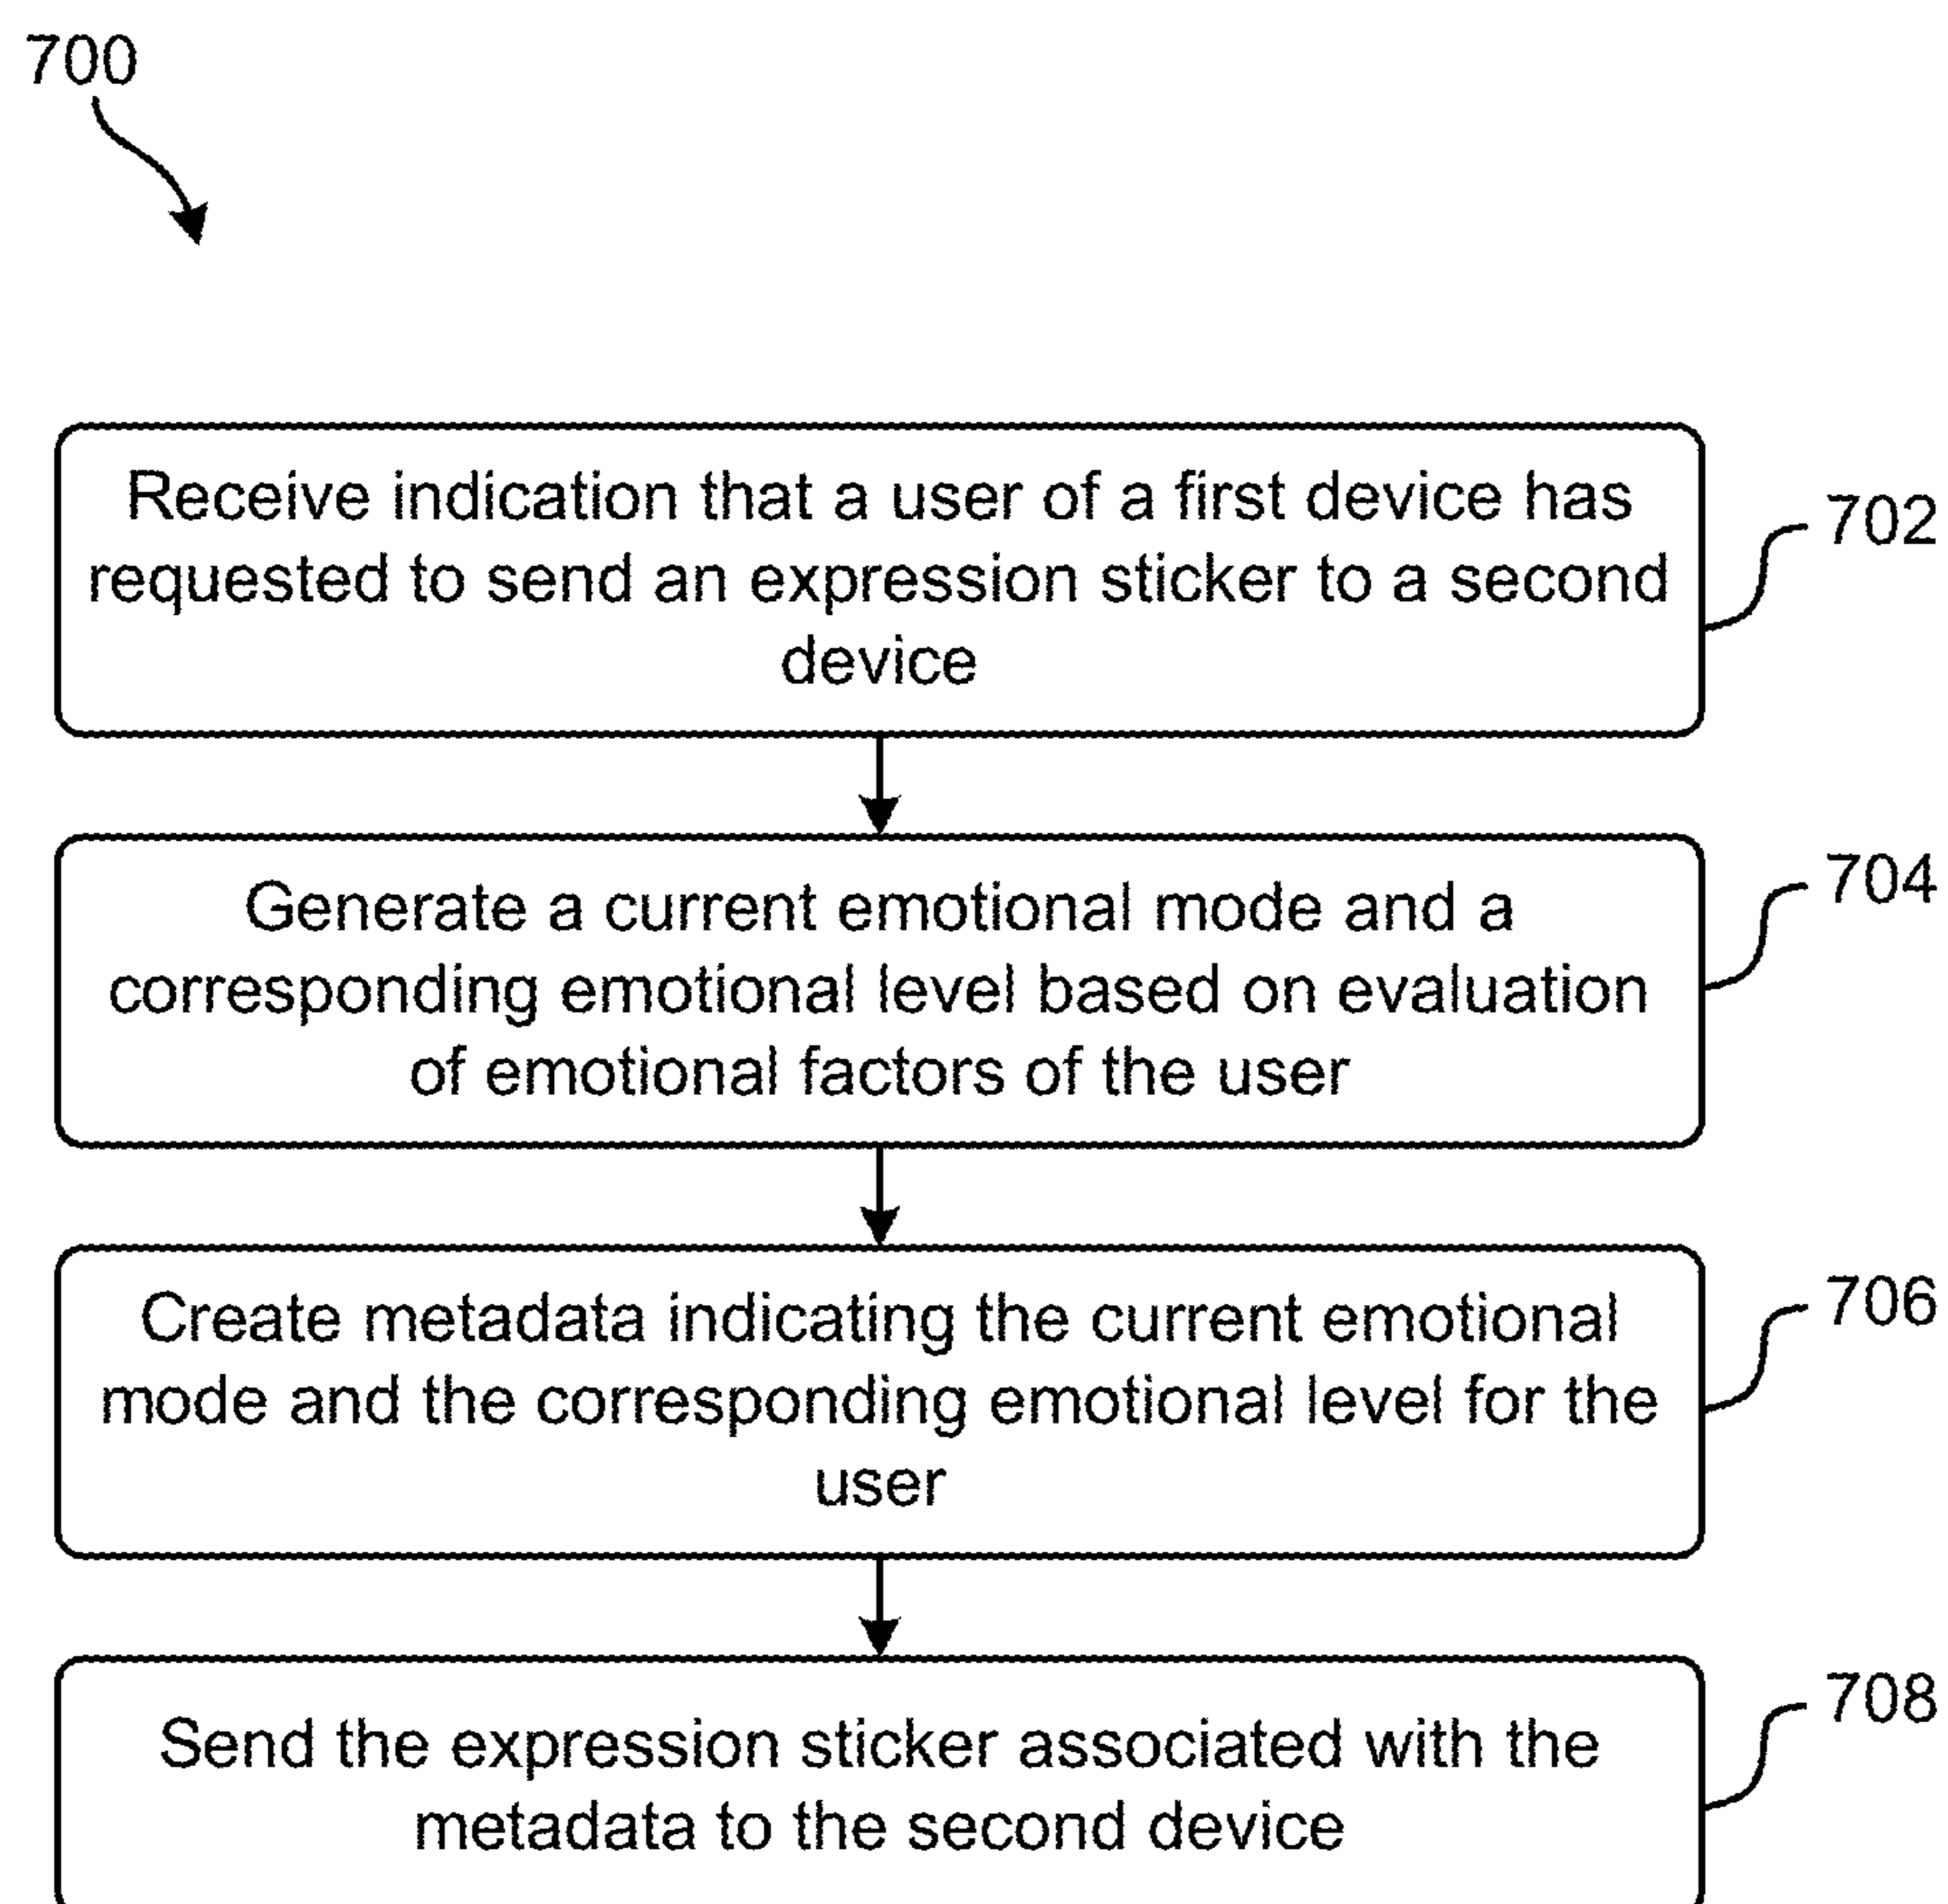 700
Receive indication that a user of a first device has
requested to send an expression sticker to a second
device
702
Generate a current emotional mode and a
corresponding emotional level based on evaluation
of emotional factors of the user
704
Create metadata indicating the current emotional
mode and the corresponding emotional level for the
user
706
Send the expression sticker associated with the
metadata to the second device
708